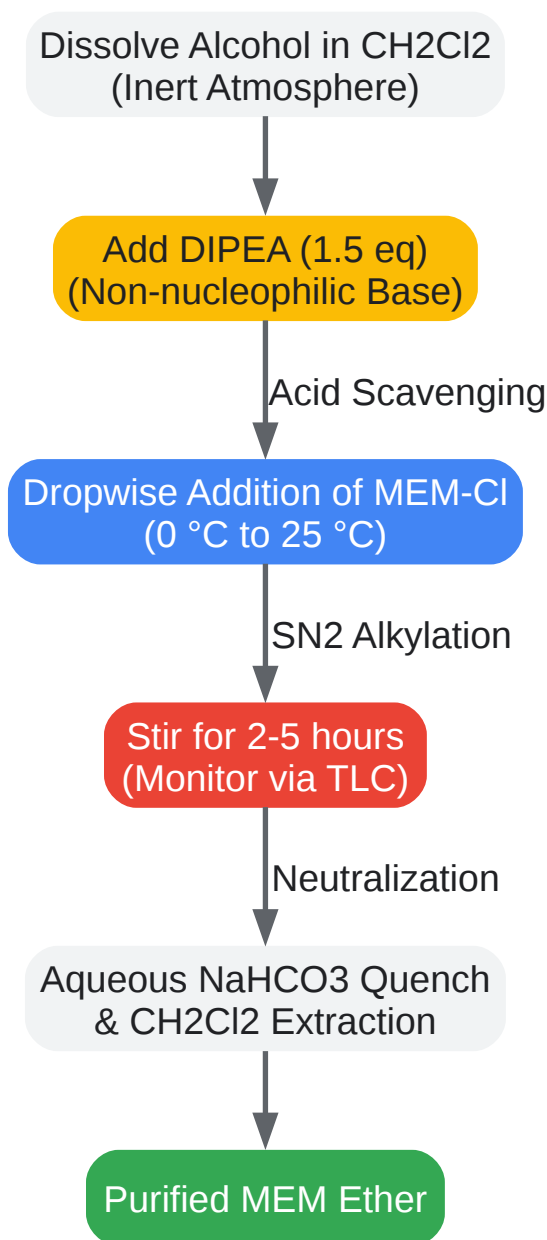 Dissolve Alcohol in CH2Cl2
(Inert Atmosphere)
Add DIPEA (1.5 eq)
(Non-nucleophilic Base)
Acid Scavenging
Dropwise Addition of MEM-Cl
(0 °C to 25 °C)
SN2 Alkylation
Stir for 2-5 hours
(Monitor via TLC)
Neutralization
Aqueous NaHCO3 Quench
& CH2Cl2 Extraction
Purified MEM Ether